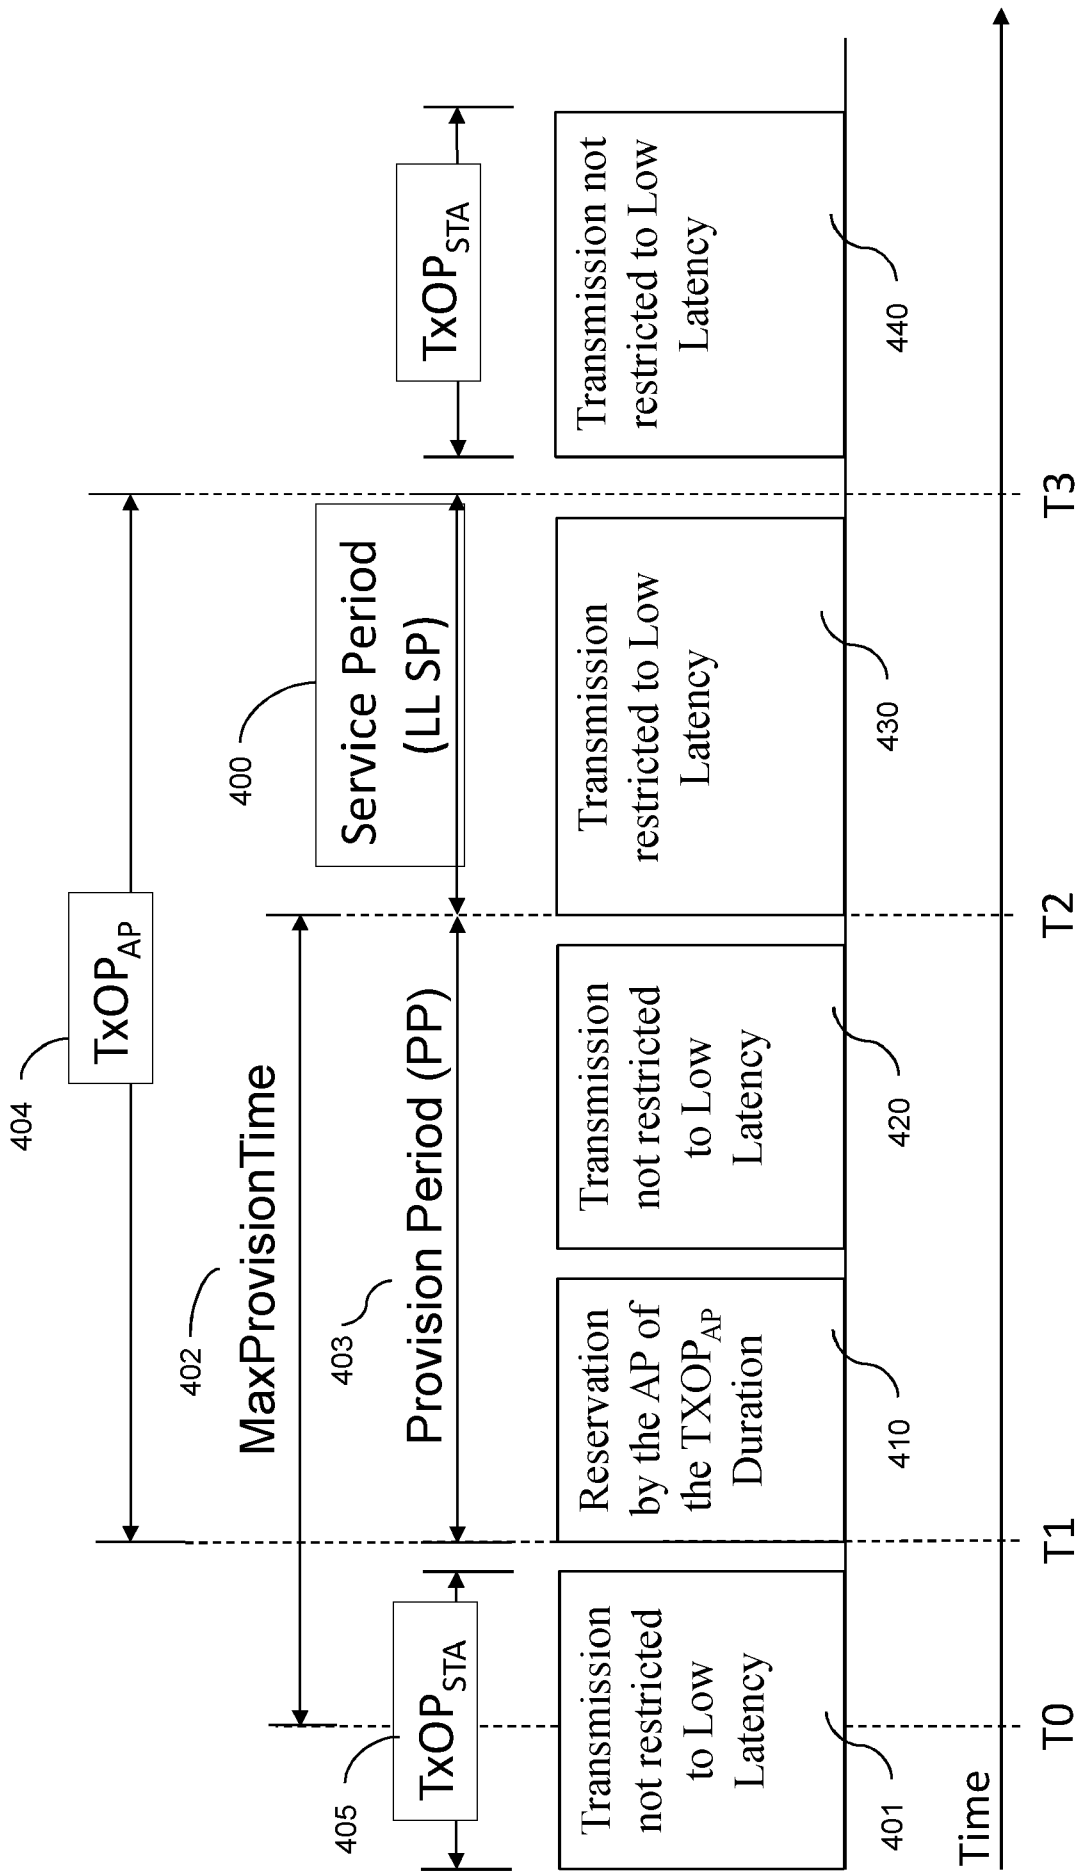 404
TxOP_AP
402
MaxProvisionTime
400
Service Period
(LL SP)
403
Provision Period (PP)
405
TxOP_STA
TxOP_STA
Transmission
not restricted
to Low
Latency
401
Reservation
by the AP of
the TXOP_AP
Duration
410
Transmission
not restricted
to Low
Latency
420
Transmission
restricted to Low
Latency
430
Transmission not
restricted to Low
Latency
440
Time
T0
T1
T2
T3